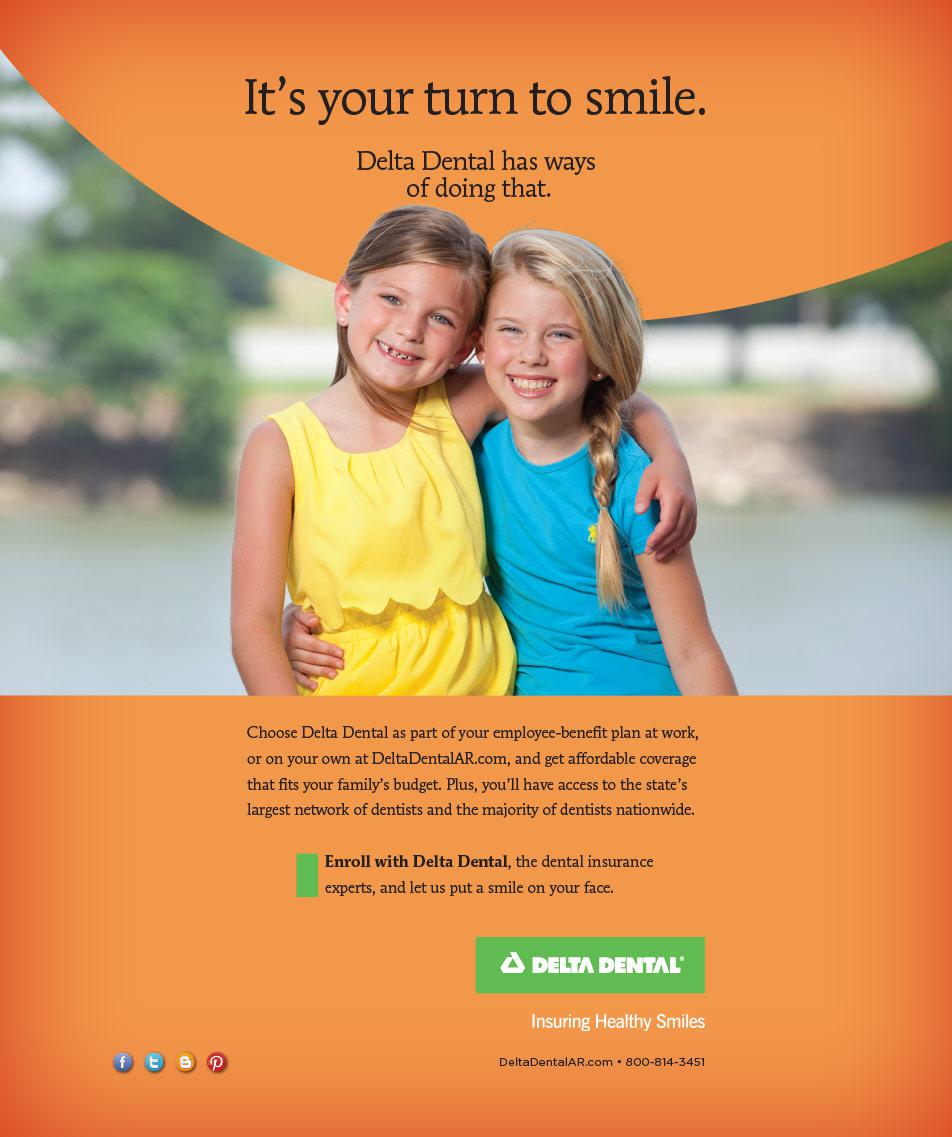 It's your turn to smile.
Delta Dental has ways
of doing that.
Choose Delta Dental as part of your employee-benefit plan at work,
or on your own at DeltaDentalAR.com, and get affordable coverage
that fits your family's budget. Plus, you'll have access to the state's
largest network of dentists and the majority of dentists nationwide.
Enroll with Delta Dental, the dental insurance
experts, and let us put a smile on your face.
DELTA DENTAL®
Insuring Healthy Smiles
DeltaDentalAR.com • 800-814-3451